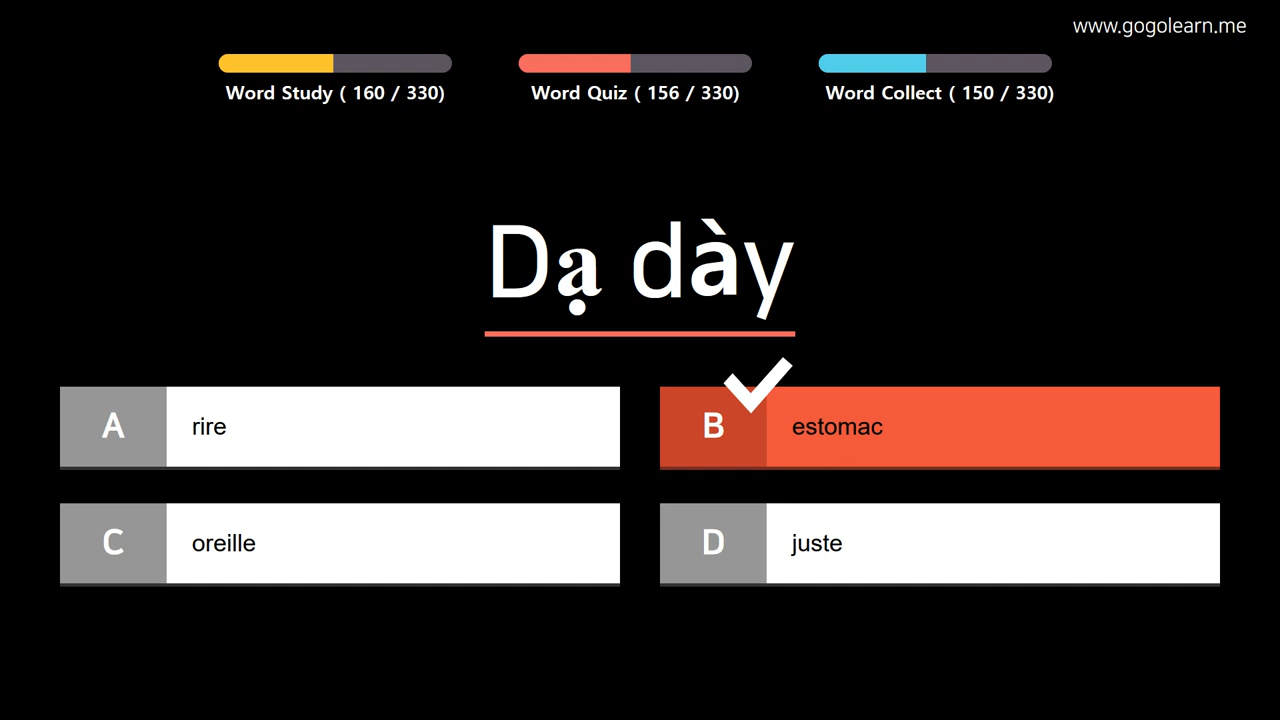 www.gogolearn.me
Word Study ( 160 / 330)
Word Quiz ( 156 / 330)
Word Collect ( 150 / 330)
Dạ dày
A rire
B estomac
C oreille
D juste